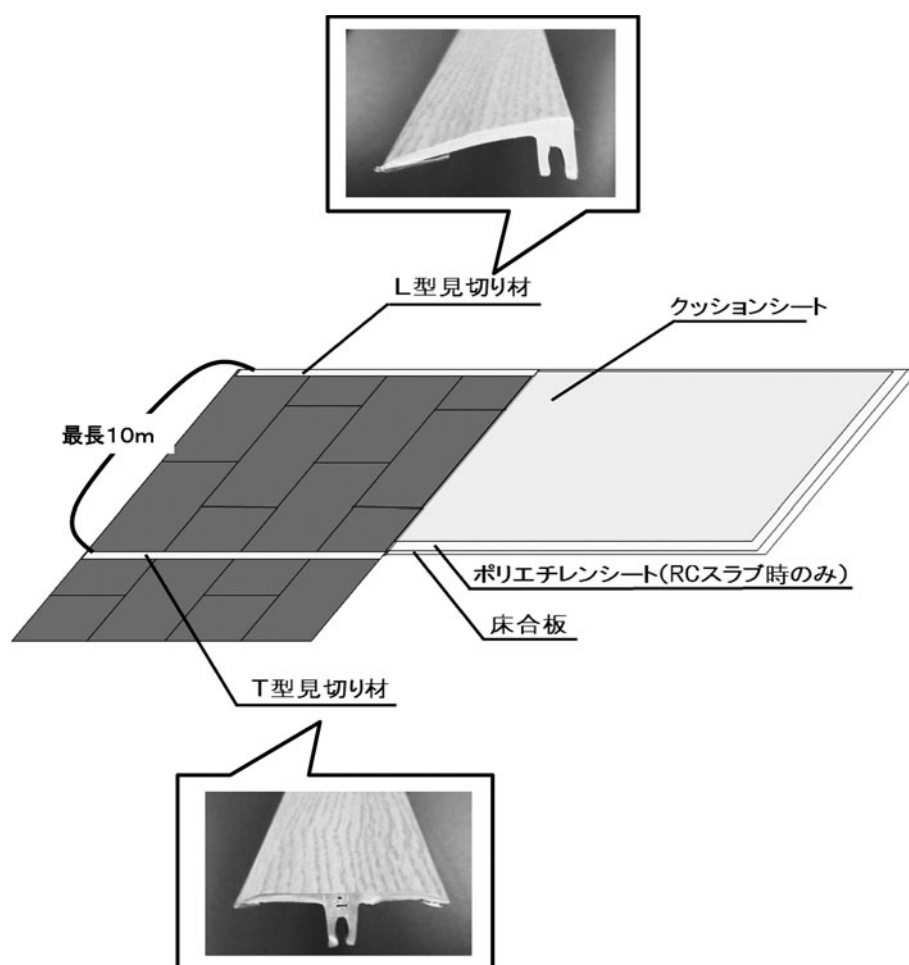 L型見切り材
クッションシート
最長10m
ポリエチレンシート(RCスラブ時のみ)
床合板
T型見切り材